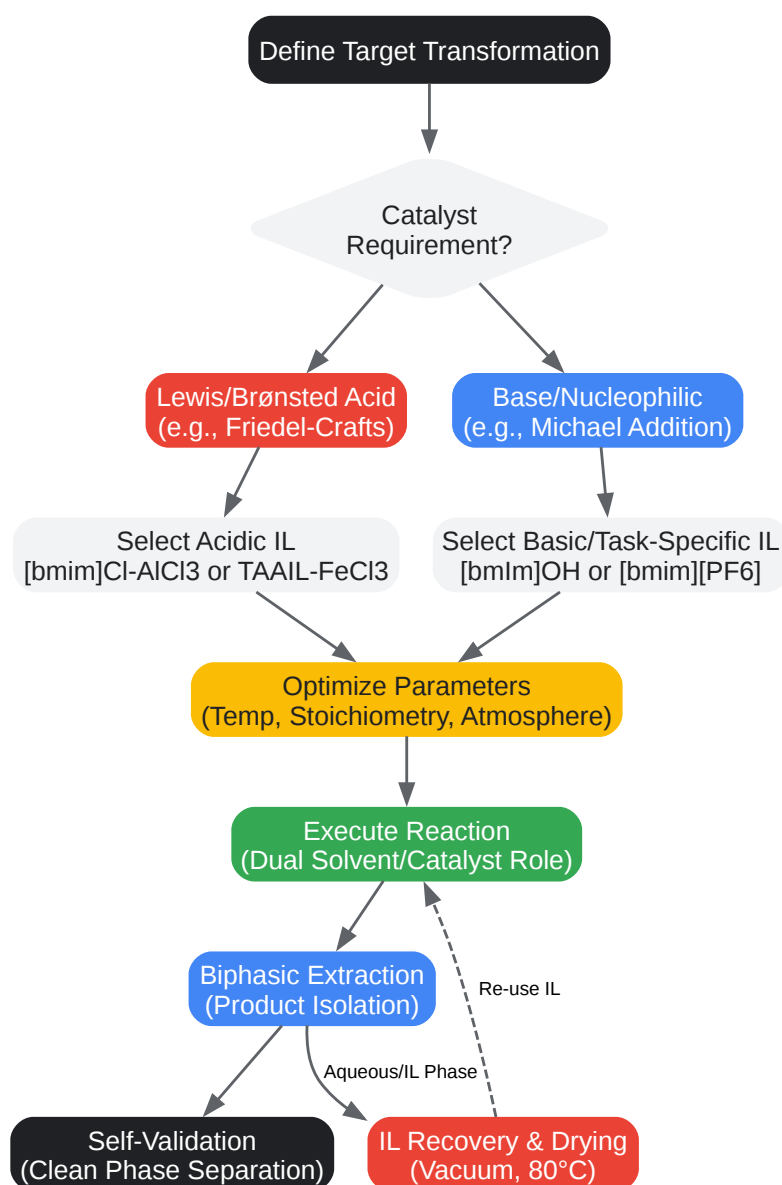 Define Target Transformation
Catalyst
Requirement?
Lewis/Brønsted Acid
(e.g., Friedel-Crafts)
Base/Nucleophilic
(e.g., Michael Addition)
Select Acidic IL
[bmim]Cl-AlCl3 or TAAIL-FeCl3
Select Basic/Task-Specific IL
[bmIm]OH or [bmim][PF6]
Optimize Parameters
(Temp, Stoichiometry, Atmosphere)
Execute Reaction
(Dual Solvent/Catalyst Role)
Biphasic Extraction
(Product Isolation)
Re-use IL
Aqueous/IL Phase
Self-Validation
(Clean Phase Separation)
IL Recovery & Drying
(Vacuum, 80°C)